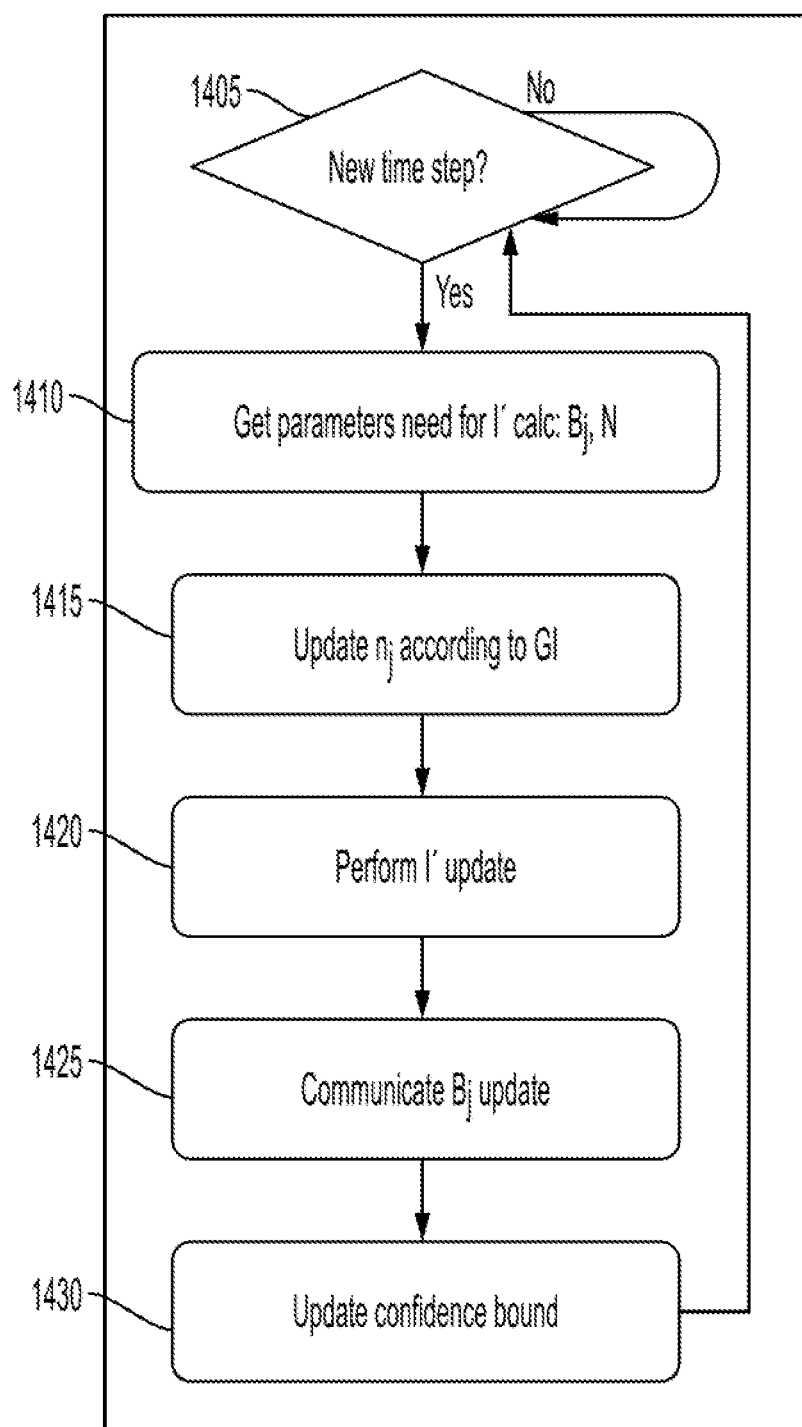 1405
No
New time step?
Yes
1410
Get parameters need for I´ calc: Bj, N
1415
Update nj according to GI
1420
Perform I´ update
1425
Communicate Bj update
1430
Update confidence bound